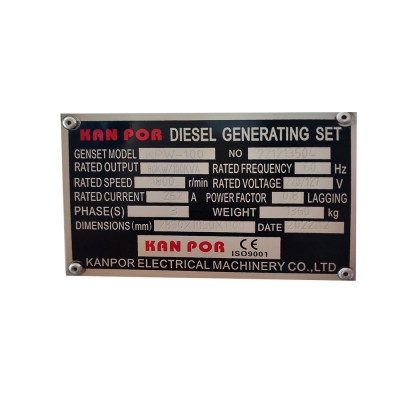 KAN POR DIESEL GENERATING SET
GENSET MODEL NO
RATED OUTPUT RATED FREQUENCY Hz
RATED SPEED r/min RATED VOLTAGE V
RATED CURRENT A POWER FACTOR LAGGING
PHASE(S) WEIGHT kg
DIMENSIONS (mm) DATE
KAN POR CE
ISO9001
KANPOR ELECTRICAL MACHINERY CO.,LTD